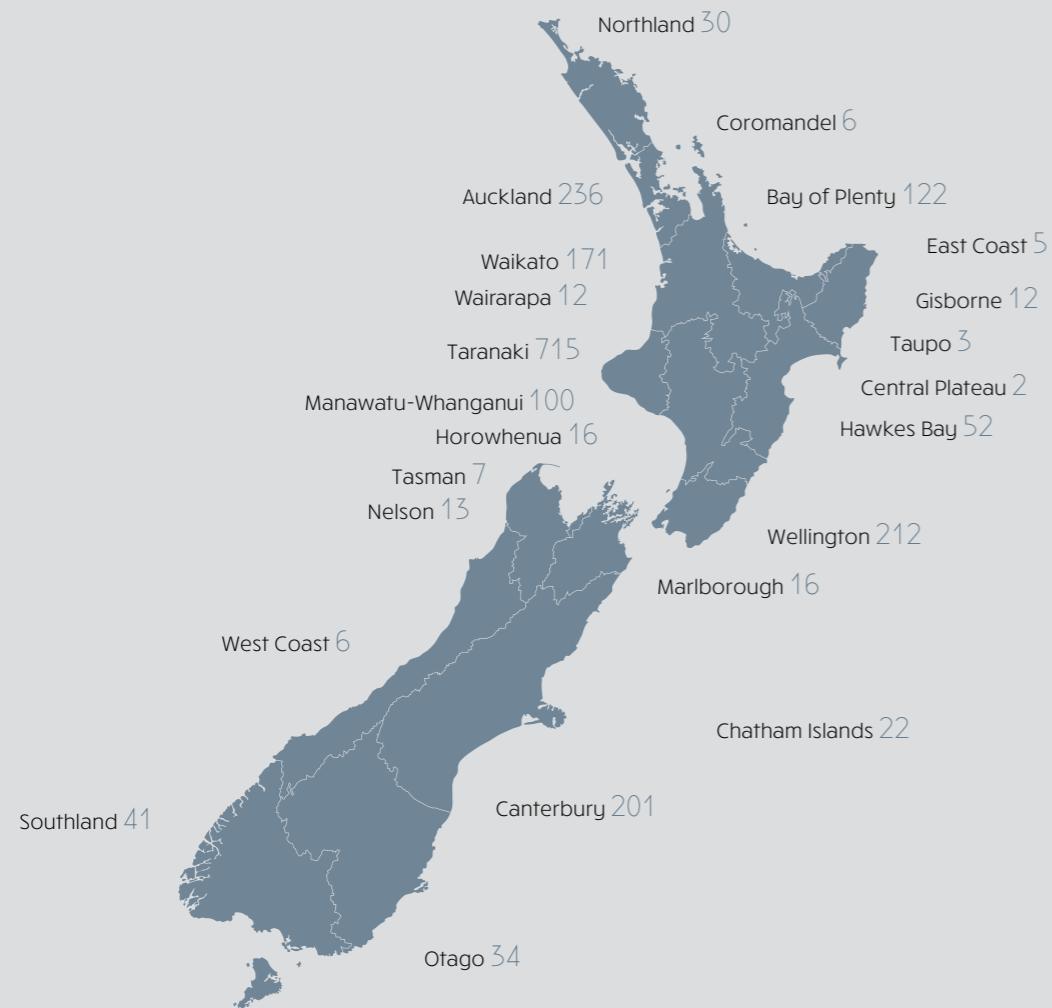 Northland 30
Coromandel 6
Auckland 236
Bay of Plenty 122
East Coast 5
Waikato 171
Wairarapa 12
Gisborne 12
Taupo 3
Taranaki 715
Central Plateau 2
Manawatu-Whanganui 100
Hawkes Bay 52
Horowhenua 16
Tasman 7
Nelson 13
Wellington 212
Marlborough 16
West Coast 6
Chatham Islands 22
Canterbury 201
Southland 41
Otago 34